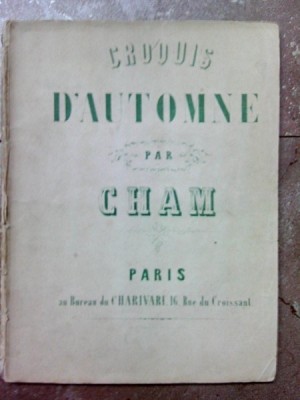 CROQUIS
D'AUTOMNE
PAR
CHAM
PARIS
au Bureau du CHARIVARI, 16, Rue du Croissant